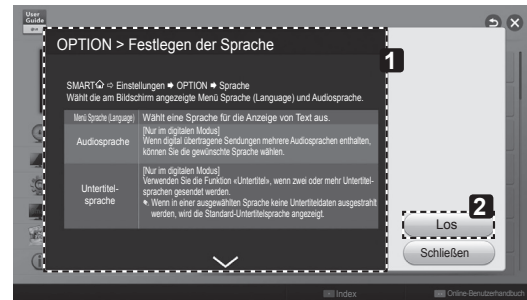 User
Guide
OPTION > Festlegen der Sprache
1
SMART ⇨ Einstellungen ➡ OPTION ➡ Sprache
Wählt die am Bildschirm angezeigte Menü Sprache (Language) und Audiosprache.
Menü Sprache (Language) Wählt eine Sprache für die Anzeige von Text aus.
Audiosprache
[Nur im digitalen Modus]
Wenn digital übertragene Sendungen mehrere Audiosprachen enthalten,
können Sie die gewünschte Sprache wählen.
Untertitel-
sprache
[Nur im digitalen Modus]
Verwenden Sie die Funktion «Untertitel», wenn zwei oder mehr Untertitel-
sprachen gesendet werden.
Wenn in einer ausgewählten Sprache keine Untertiteldaten ausgestrahlt
werden, wird die Standard-Untertitelsprache angezeigt.
2
Los
Schließen
Index
Online-Benutzerhandbuch